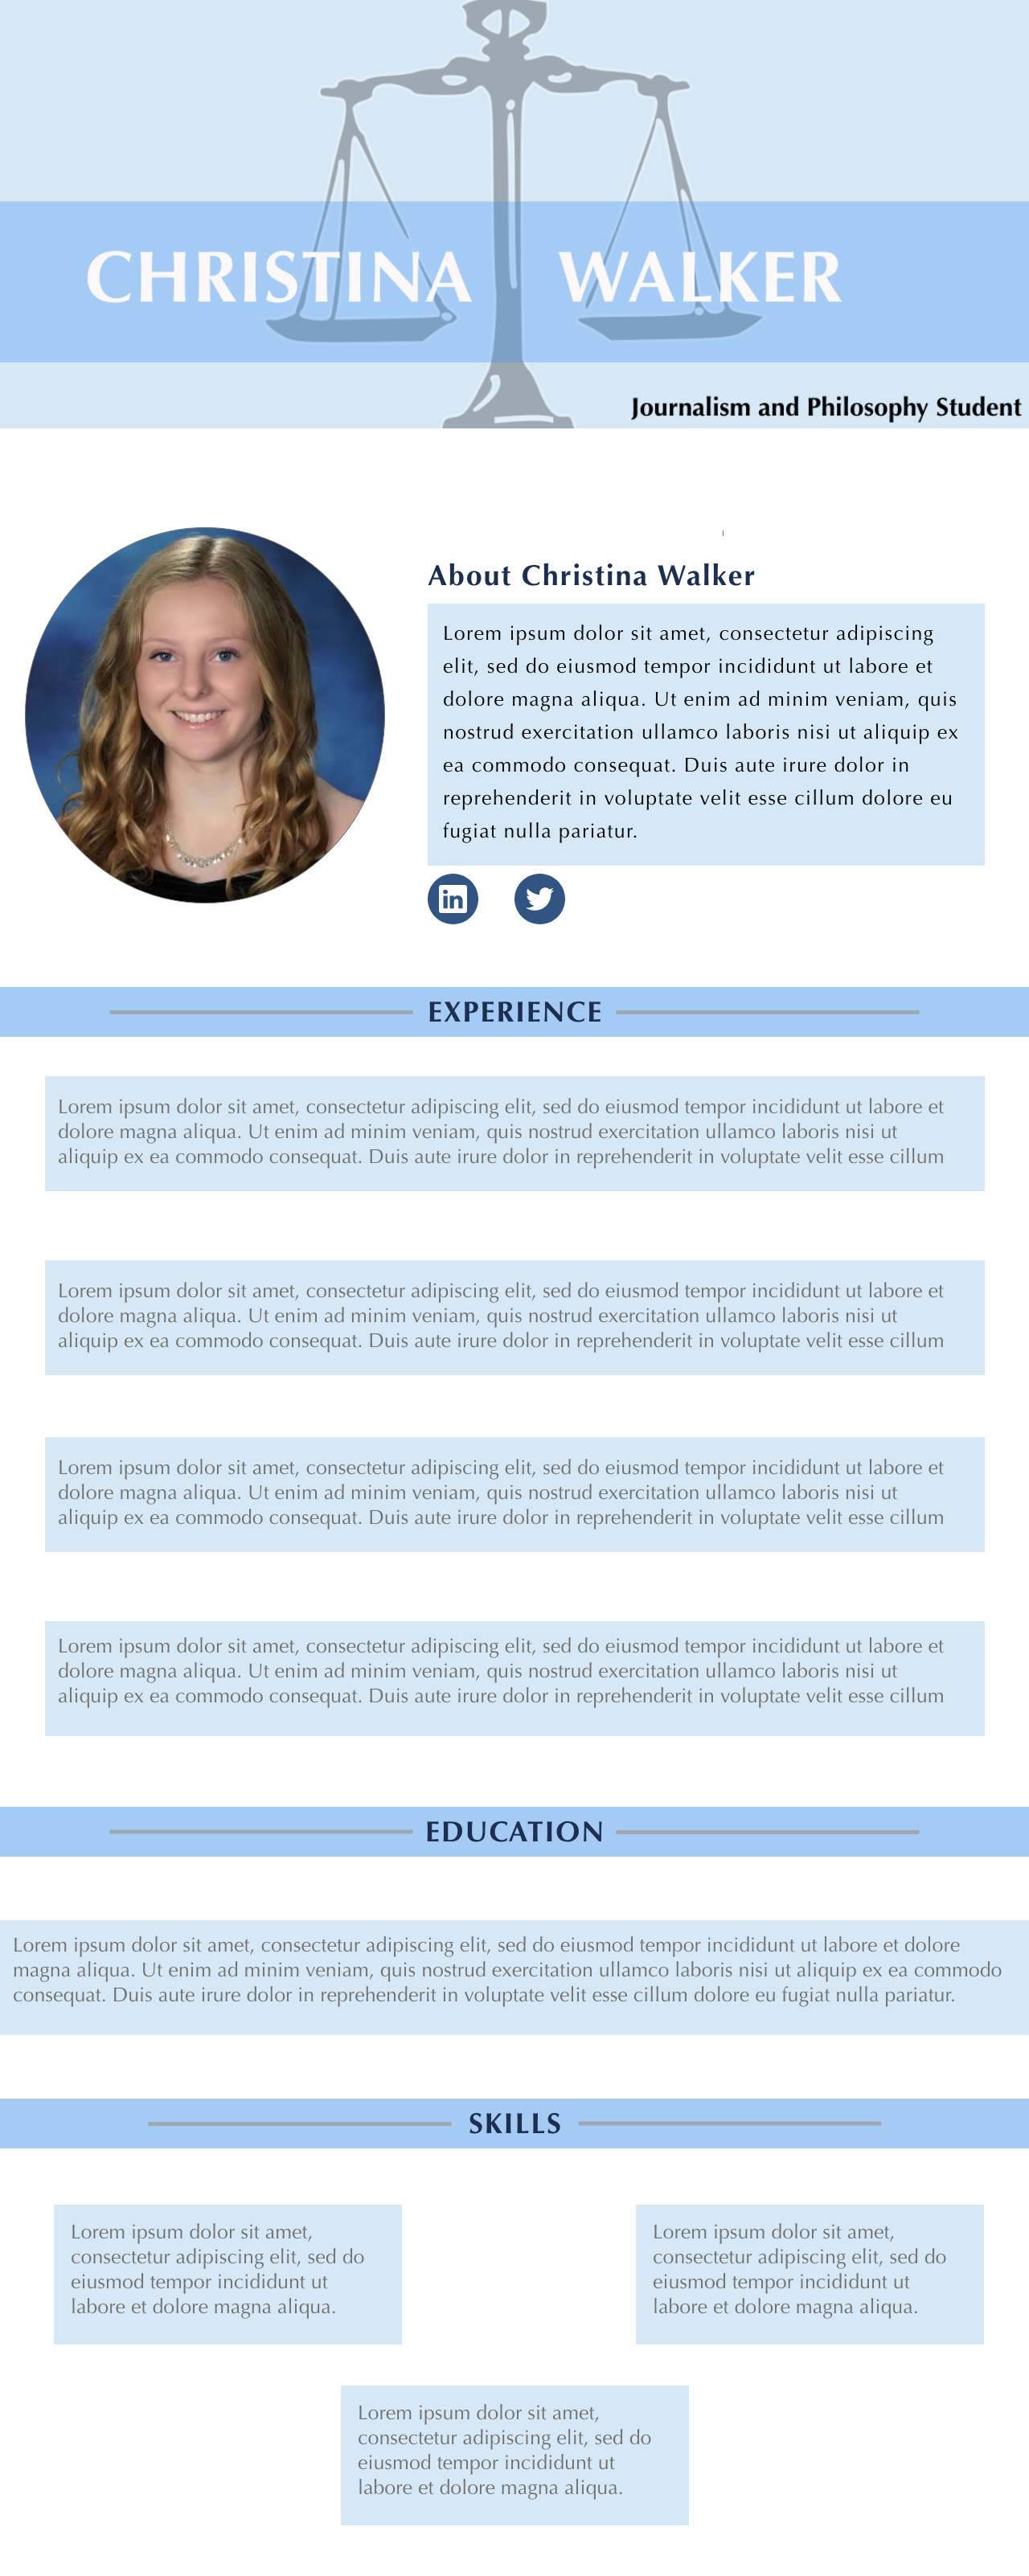 CHRISTINA WALKER
Journalism and Philosophy Student
About Christina Walker
Lorem ipsum dolor sit amet, consectetur adipiscing
elit, sed do eiusmod tempor incididunt ut labore et
dolore magna aliqua. Ut enim ad minim veniam, quis
nostrud exercitation ullamco laboris nisi ut aliquip ex
ea commodo consequat. Duis aute irure dolor in
reprehenderit in voluptate velit esse cillum dolore eu
fugiat nulla pariatur.
in
EXPERIENCE
Lorem ipsum dolor sit amet, consectetur adipiscing elit, sed do eiusmod tempor incididunt ut labore et
dolore magna aliqua. Ut enim ad minim veniam, quis nostrud exercitation ullamco laboris nisi ut
aliquip ex ea commodo consequat. Duis aute irure dolor in reprehenderit in voluptate velit esse cillum
Lorem ipsum dolor sit amet, consectetur adipiscing elit, sed do eiusmod tempor incididunt ut labore et
dolore magna aliqua. Ut enim ad minim veniam, quis nostrud exercitation ullamco laboris nisi ut
aliquip ex ea commodo consequat. Duis aute irure dolor in reprehenderit in voluptate velit esse cillum
Lorem ipsum dolor sit amet, consectetur adipiscing elit, sed do eiusmod tempor incididunt ut labore et
dolore magna aliqua. Ut enim ad minim veniam, quis nostrud exercitation ullamco laboris nisi ut
aliquip ex ea commodo consequat. Duis aute irure dolor in reprehenderit in voluptate velit esse cillum
Lorem ipsum dolor sit amet, consectetur adipiscing elit, sed do eiusmod tempor incididunt ut labore et
dolore magna aliqua. Ut enim ad minim veniam, quis nostrud exercitation ullamco laboris nisi ut
aliquip ex ea commodo consequat. Duis aute irure dolor in reprehenderit in voluptate velit esse cillum
EDUCATION
Lorem ipsum dolor sit amet, consectetur adipiscing elit, sed do eiusmod tempor incididunt ut labore et dolore
magna aliqua. Ut enim ad minim veniam, quis nostrud exercitation ullamco laboris nisi ut aliquip ex ea commodo
consequat. Duis aute irure dolor in reprehenderit in voluptate velit esse cillum dolore eu fugiat nulla pariatur.
SKILLS
Lorem ipsum dolor sit amet,
consectetur adipiscing elit, sed do
eiusmod tempor incididunt ut
labore et dolore magna aliqua.
Lorem ipsum dolor sit amet,
consectetur adipiscing elit, sed do
eiusmod tempor incididunt ut
labore et dolore magna aliqua.
Lorem ipsum dolor sit amet,
consectetur adipiscing elit, sed do
eiusmod tempor incididunt ut
labore et dolore magna aliqua.